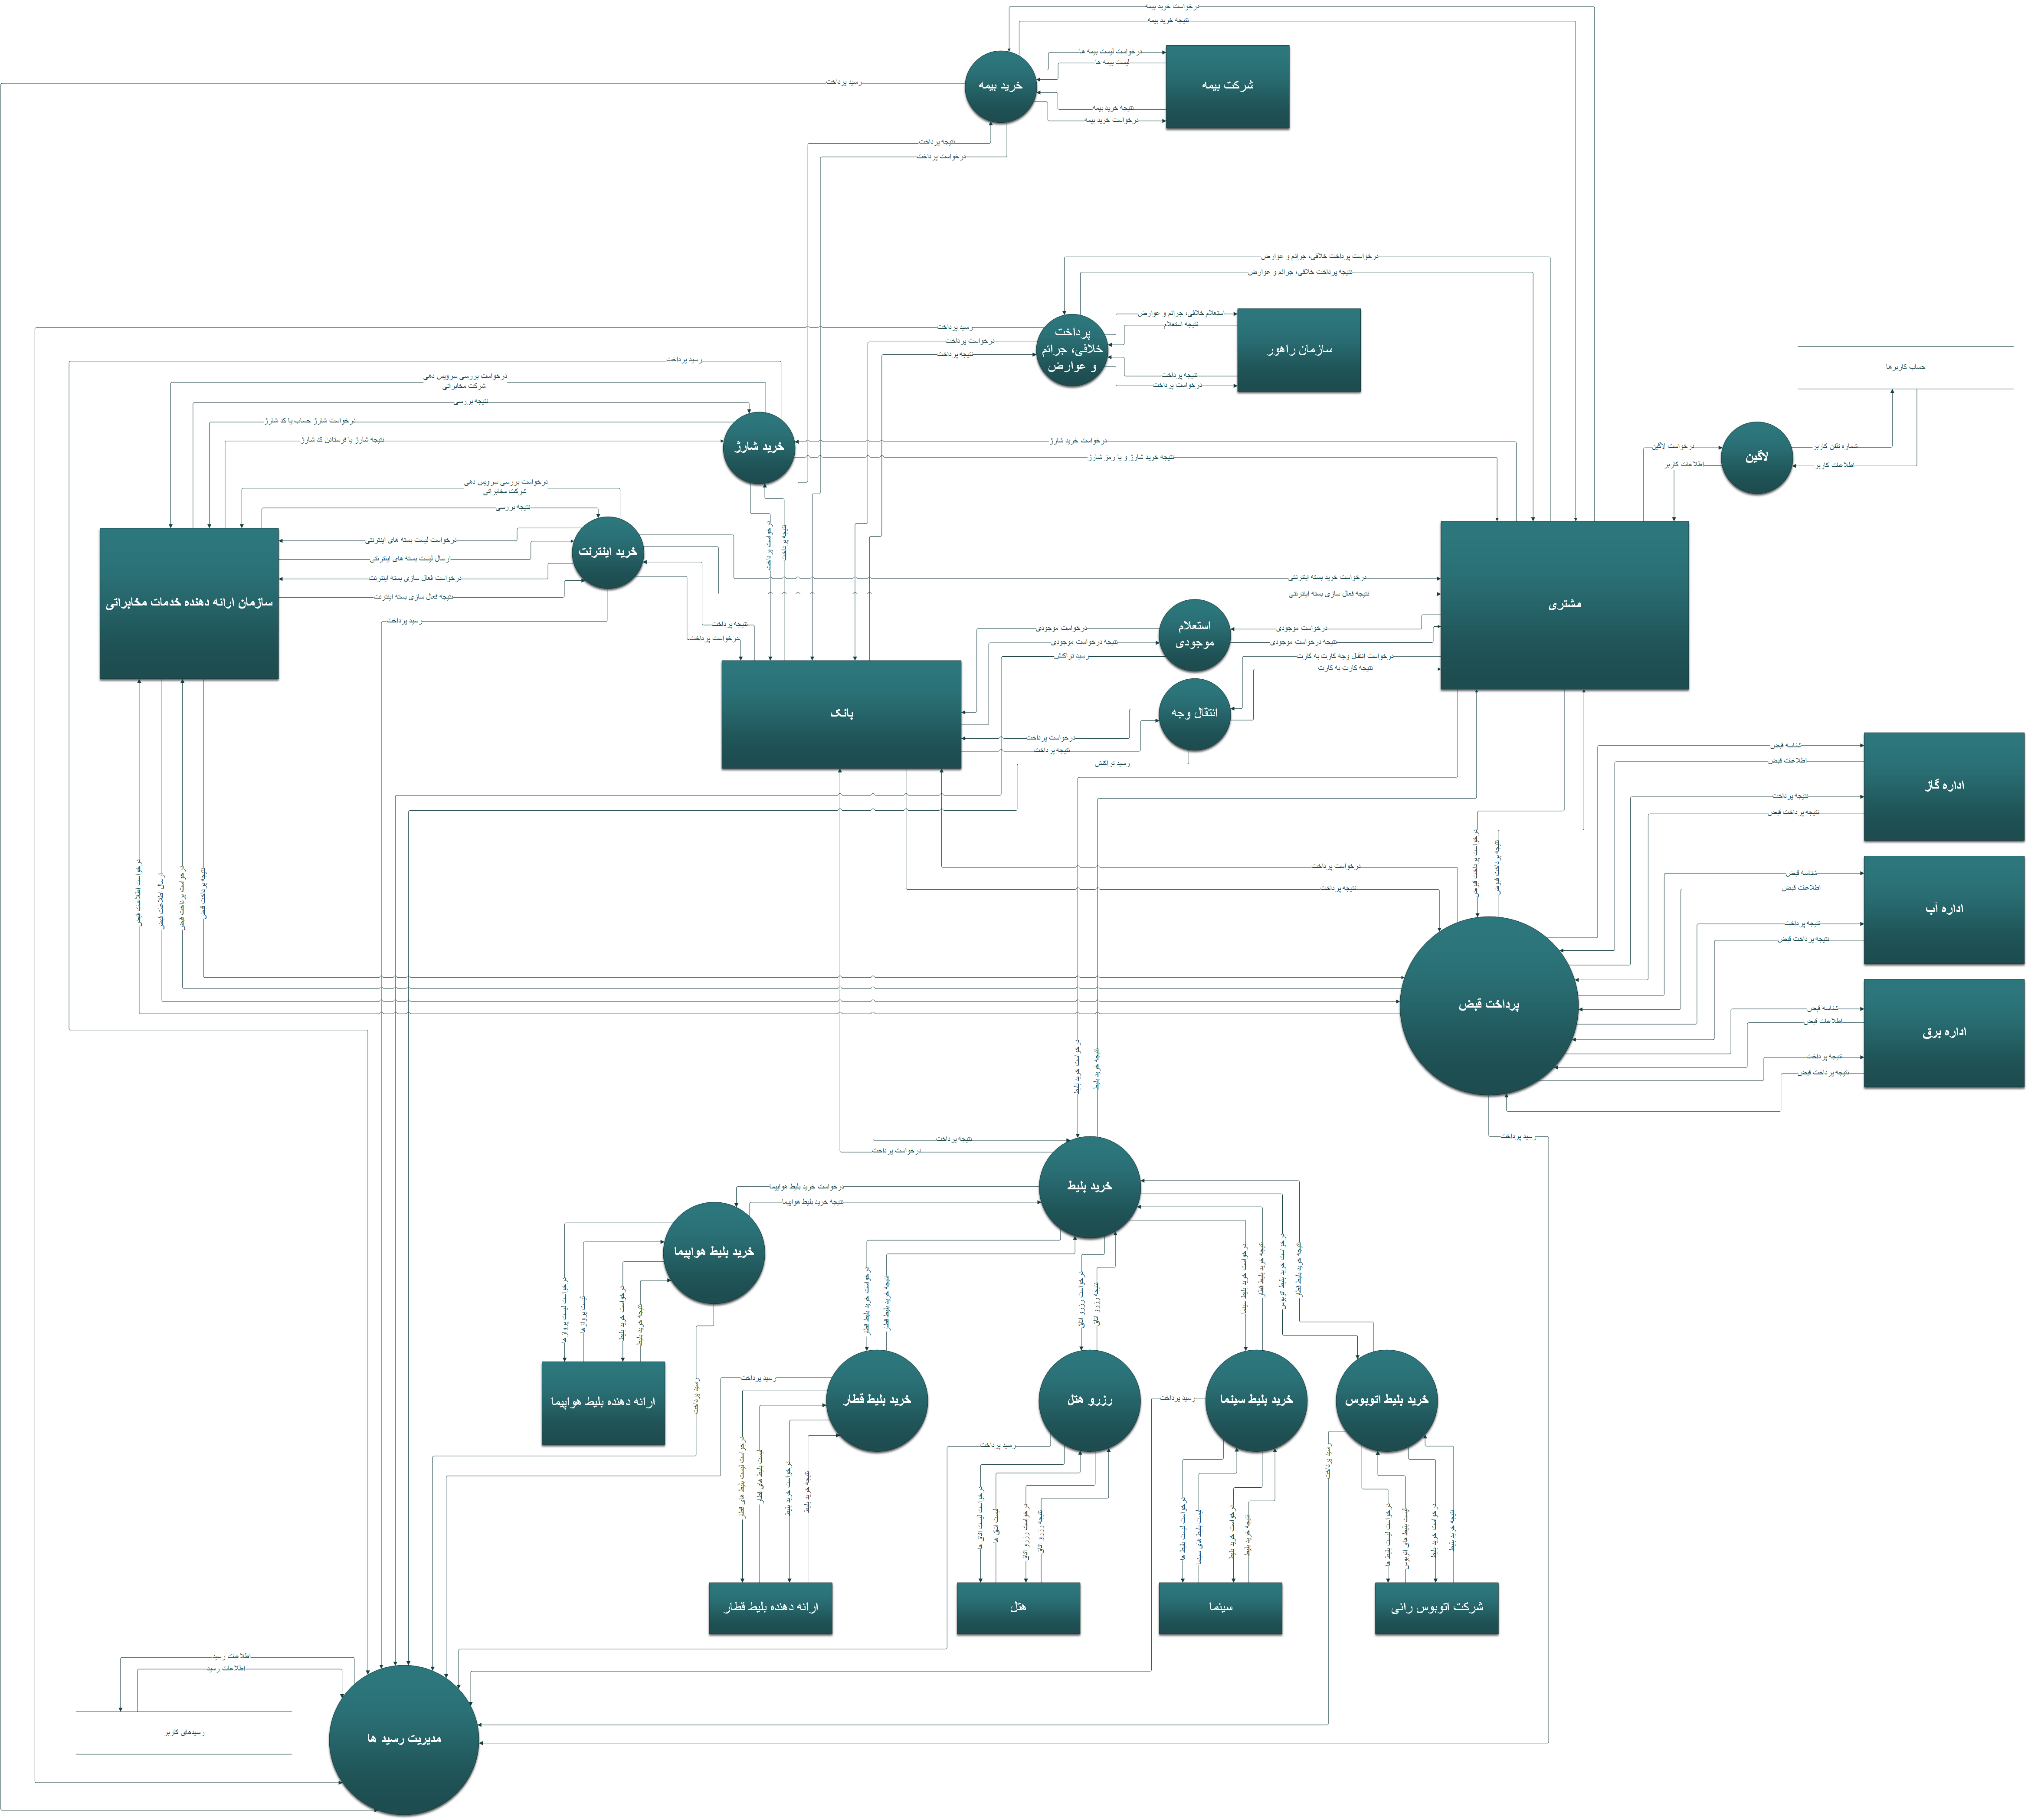 درخواست خرید بیمه
نتیجه خرید بیمه
درخواست لیست بیمه ها
لیست بیمه ها
خرید بیمه
شرکت بیمه
رسید پرداخت
نتیجه خرید بیمه
درخواست خرید بیمه
نتیجه پرداخت
درخواست پرداخت
درخواست پرداخت خلافی، جرائم و عوارض
نتیجه پرداخت خلافی، جرائم و عوارض
استعلام خلافی، جرائم و عوارض
نتیجه استعلام
رسید پرداخت
پرداخت
خلافی، جرائم
و عوارض
سازمان راهور
درخواست پرداخت
نتیجه پرداخت
نتیجه پرداخت
درخواست پرداخت
رسید پرداخت
حساب کاربرها
درخواست بررسی سرویس دهی
شرکت مخابراتی
نتیجه بررسی
درخواست شارژ حساب یا کد شارژ
نتیجه شارژ یا فرستادن کد شارژ
خرید شارژ
درخواست خرید شارژ
نتیجه خرید شارژ و یا رمز شارژ
درخواست لاگین
اطلاعات کاربر
لاگین
شماره تلفن کاربر
اطلاعات کاربر
درخواست بررسی سرویس دهی
شرکت مخابراتی
نتیجه بررسی
درخواست پرداخت
نتیجه پرداخت
درخواست لیست بسته های اینترنتی
ارسال لیست بسته های اینترنتی
درخواست فعال سازی بسته اینترنت
نتیجه فعال سازی بسته اینترنت
خرید اینترنت
درخواست خرید بسته اینترنتی
نتیجه فعال سازی بسته اینترنتی
سازمان ارائه دهنده خدمات مخابراتی
مشتری
رسید پرداخت
نتیجه پرداخت
درخواست پرداخت
درخواست موجودی
نتیجه درخواست موجودی
رسید تراکنش
استعلام
موجودی
درخواست موجودی
نتیجه درخواست موجودی
درخواست انتقال وجه کارت به کارت
نتیجه کارت به کارت
بانک
انتقال وجه
درخواست پرداخت
نتیجه پرداخت
رسید تراکنش
شناسه قبض
اطلاعات قبض
نتیجه پرداخت
نتیجه پرداخت قبض
اداره گاز
درخواست پرداخت قبوض
نتیجه پرداخت قبوض
درخواست اطلاعات قبض
ارسال اطلاعات قبض
درخواست پرداخت قبض
نتیجه پرداخت قبض
درخواست پرداخت
نتیجه پرداخت
شناسه قبض
اطلاعات قبض
نتیجه پرداخت
نتیجه پرداخت قبض
اداره آب
پرداخت قبض
شناسه قبض
اطلاعات قبض
نتیجه پرداخت
نتیجه پرداخت قبض
اداره برق
درخواست خرید بلیط
نتیجه خرید بلیط
رسید پرداخت
نتیجه پرداخت
درخواست پرداخت
خرید بلیط
درخواست خرید بلیط هواپیما
نتیجه خرید بلیط هواپیما
خرید بلیط هواپیما
درخواست لیست پروازها
لیست پروازها
درخواست خرید بلیط
نتیجه خرید بلیط
درخواست خرید بلیط قطار
نتیجه خرید بلیط قطار
درخواست رزرو اتاق
نتیجه رزرو اتاق
درخواست خرید بلیط سینما
نتیجه خرید بلیط قطار
درخواست خرید بلیط اتوبوس
نتیجه خرید بلیط قطار
رسید پرداخت
ارائه دهنده بلیط هواپیما
رسید پرداخت
خرید بلیط قطار
رزرو هتل
رسید پرداخت
خرید بلیط سینما
خرید بلیط اتوبوس
رسید پرداخت
رسید پرداخت
درخواست لیست بلیط های قطار
لیست بلیط های قطار
درخواست خرید بلیط
نتیجه خرید بلیط
درخواست لیست اتاق ها
لیست اتاق ها
درخواست رزرو اتاق
نتیجه رزرو اتاق
درخواست لیست بلیط ها
لیست بلیط های سینما
درخواست خرید بلیط
نتیجه خرید بلیط
درخواست لیست بلیط ها
لیست بلیط های اتوبوس
درخواست خرید بلیط
نتیجه خرید بلیط
ارائه دهنده بلیط قطار
هتل
سینما
شرکت اتوبوس رانی
اطلاعات رسید
اطلاعات رسید
رسیدهای کاربر
مدیریت رسید ها